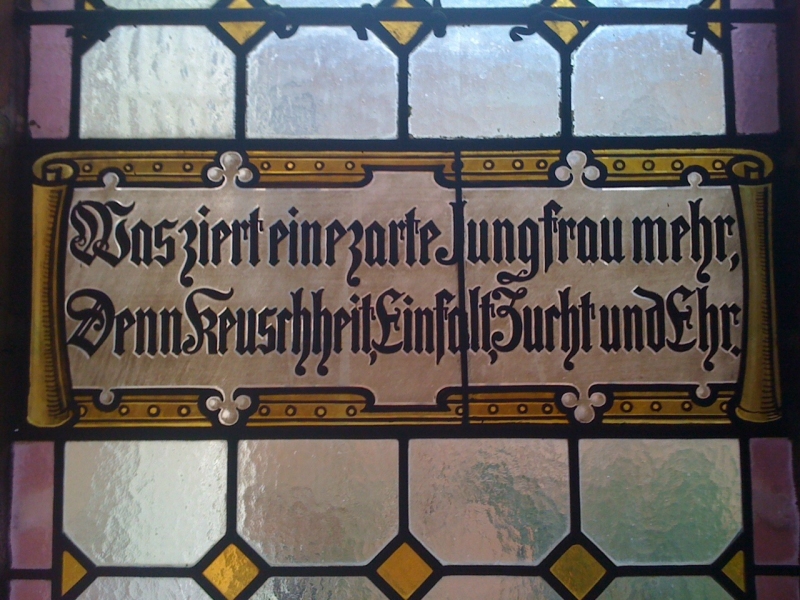 Was ziert eine zarte Jungfrau mehr,
Denn Keuschheit, Einfalt, Zucht und Ehr.